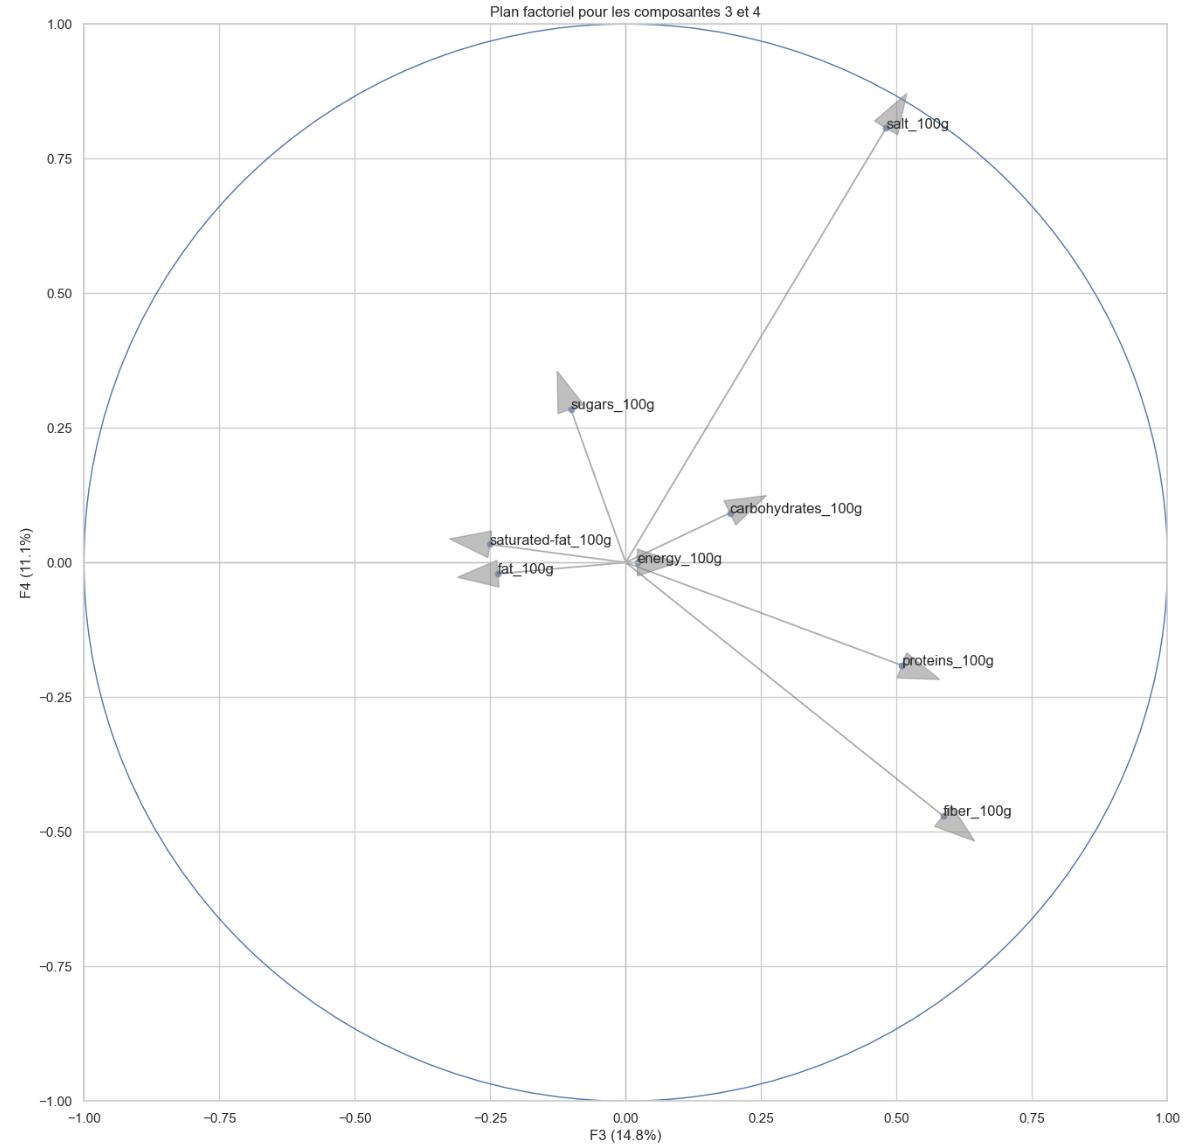 Plan factoriel pour les composantes 3 et 4
1.00
salt_100g
0.75
0.50
sugars_100g
0.25
carbohydrates_100g
saturated-fat_100g
energy_100g
fat_100g
0.00
F4 (11.1%)
proteins_100g
−0.25
fiber_100g
−0.50
−0.75
−1.00
−1.00 −0.75 −0.50 −0.25 0.00 0.25 0.50 0.75 1.00
F3 (14.8%)